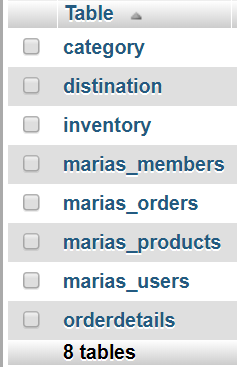 Table
category
distination
inventory
marias_members
marias_orders
marias_products
marias_users
orderdetails
8 tables